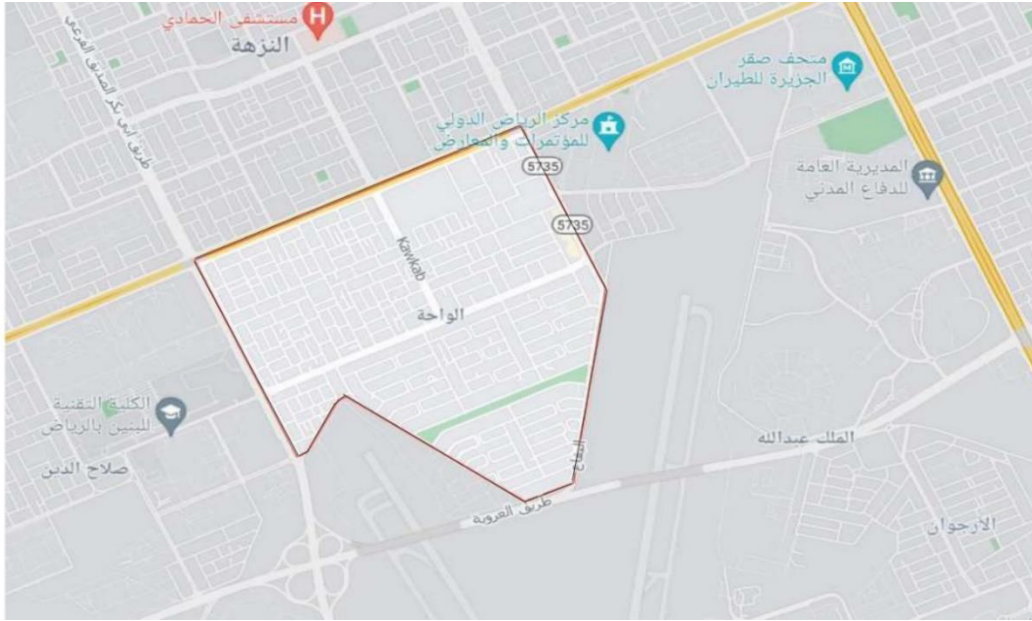 مستشفى الحمادي
النزهة
طريق أبي بكر الصديق الفرعي
متحف صقر
الجزيرة للطيران
مركز الرياض الدولي
للمؤتمرات والمعارض
5735
المديرية العامة
للدفاع المدني
5735
Kawkab
الواحة
الكلية التقنية
للبنين بالرياض
صلاح الدين
الملك عبدالله
الدفاع
طريق العروبة
الأرجوان